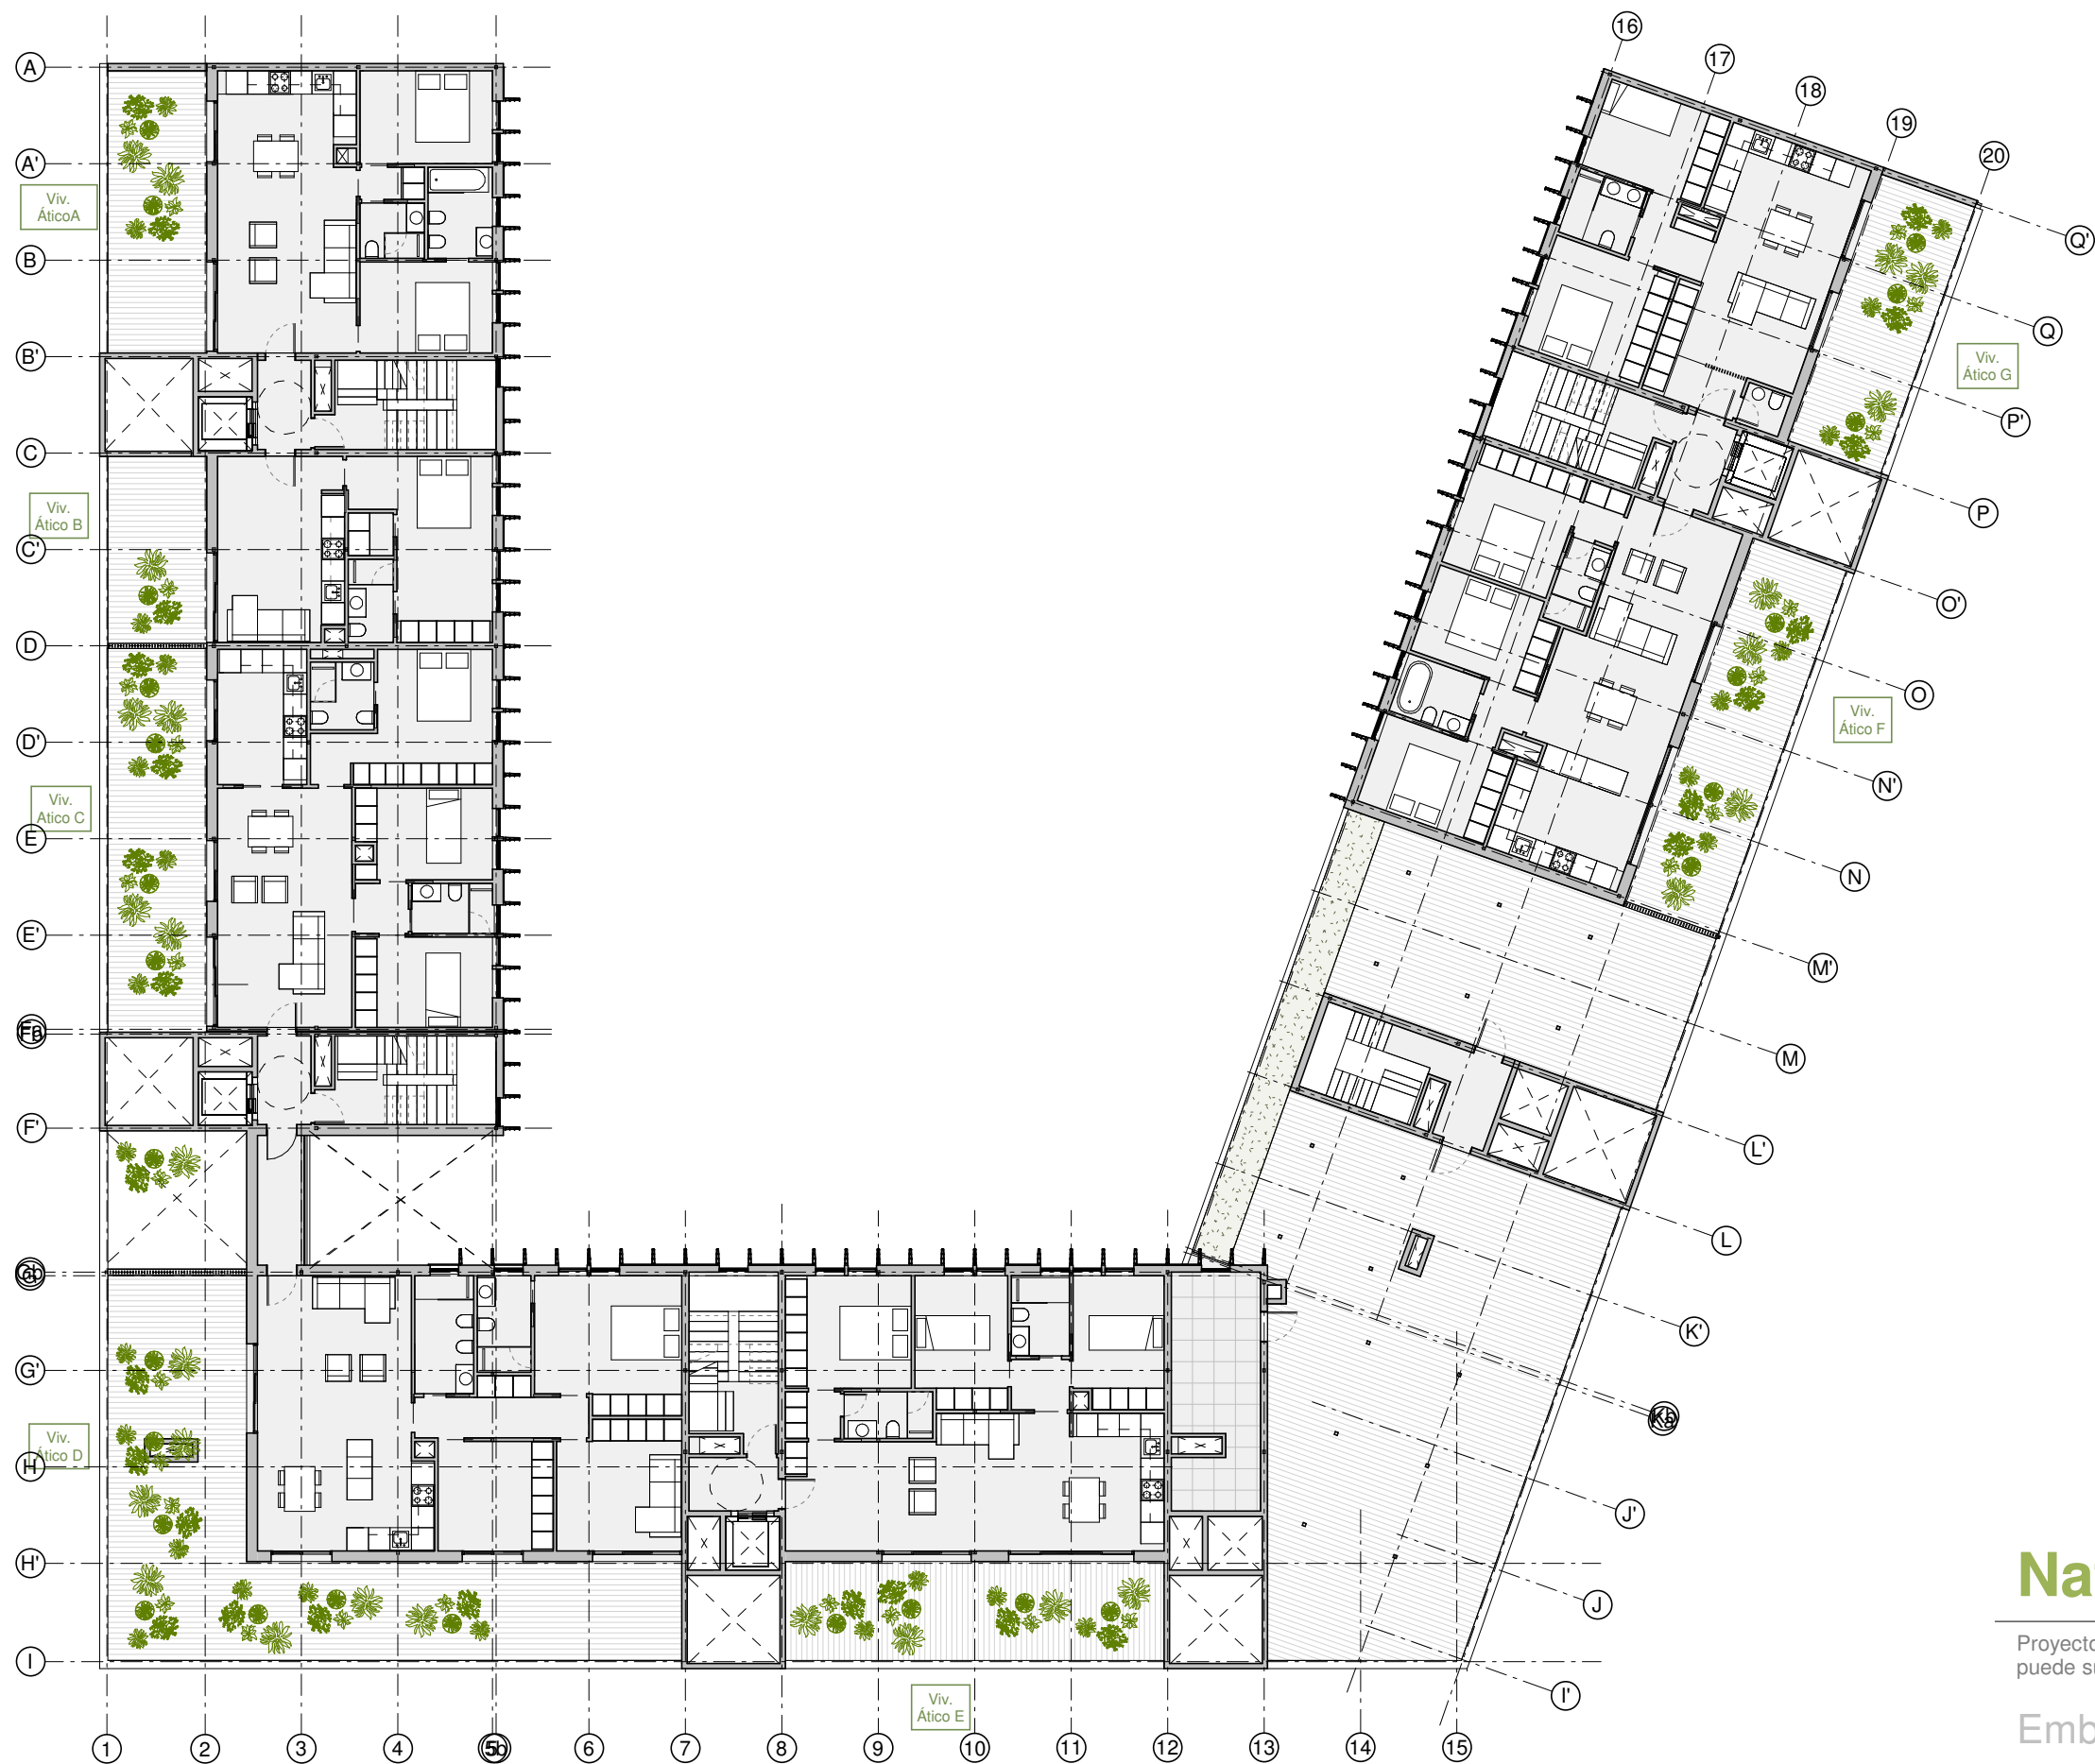 16
17
18
19
20
A
A'
B
B'
C
C'
D
D'
E
E'
F'
G'
H
H'
I
Q'
Q
P'
P
O'
O
N'
N
M'
M
L'
L
K'
J'
J
I'
Viv.
ÁticoA
Viv.
Ático B
Viv.
Atico C
Viv.
Ático D
Viv.
Ático E
Viv.
Ático F
Viv.
Ático G
1
2
3
4
6
7
8
9
10
11
12
13
14
15
Na
Proyecto
puede su
Emb